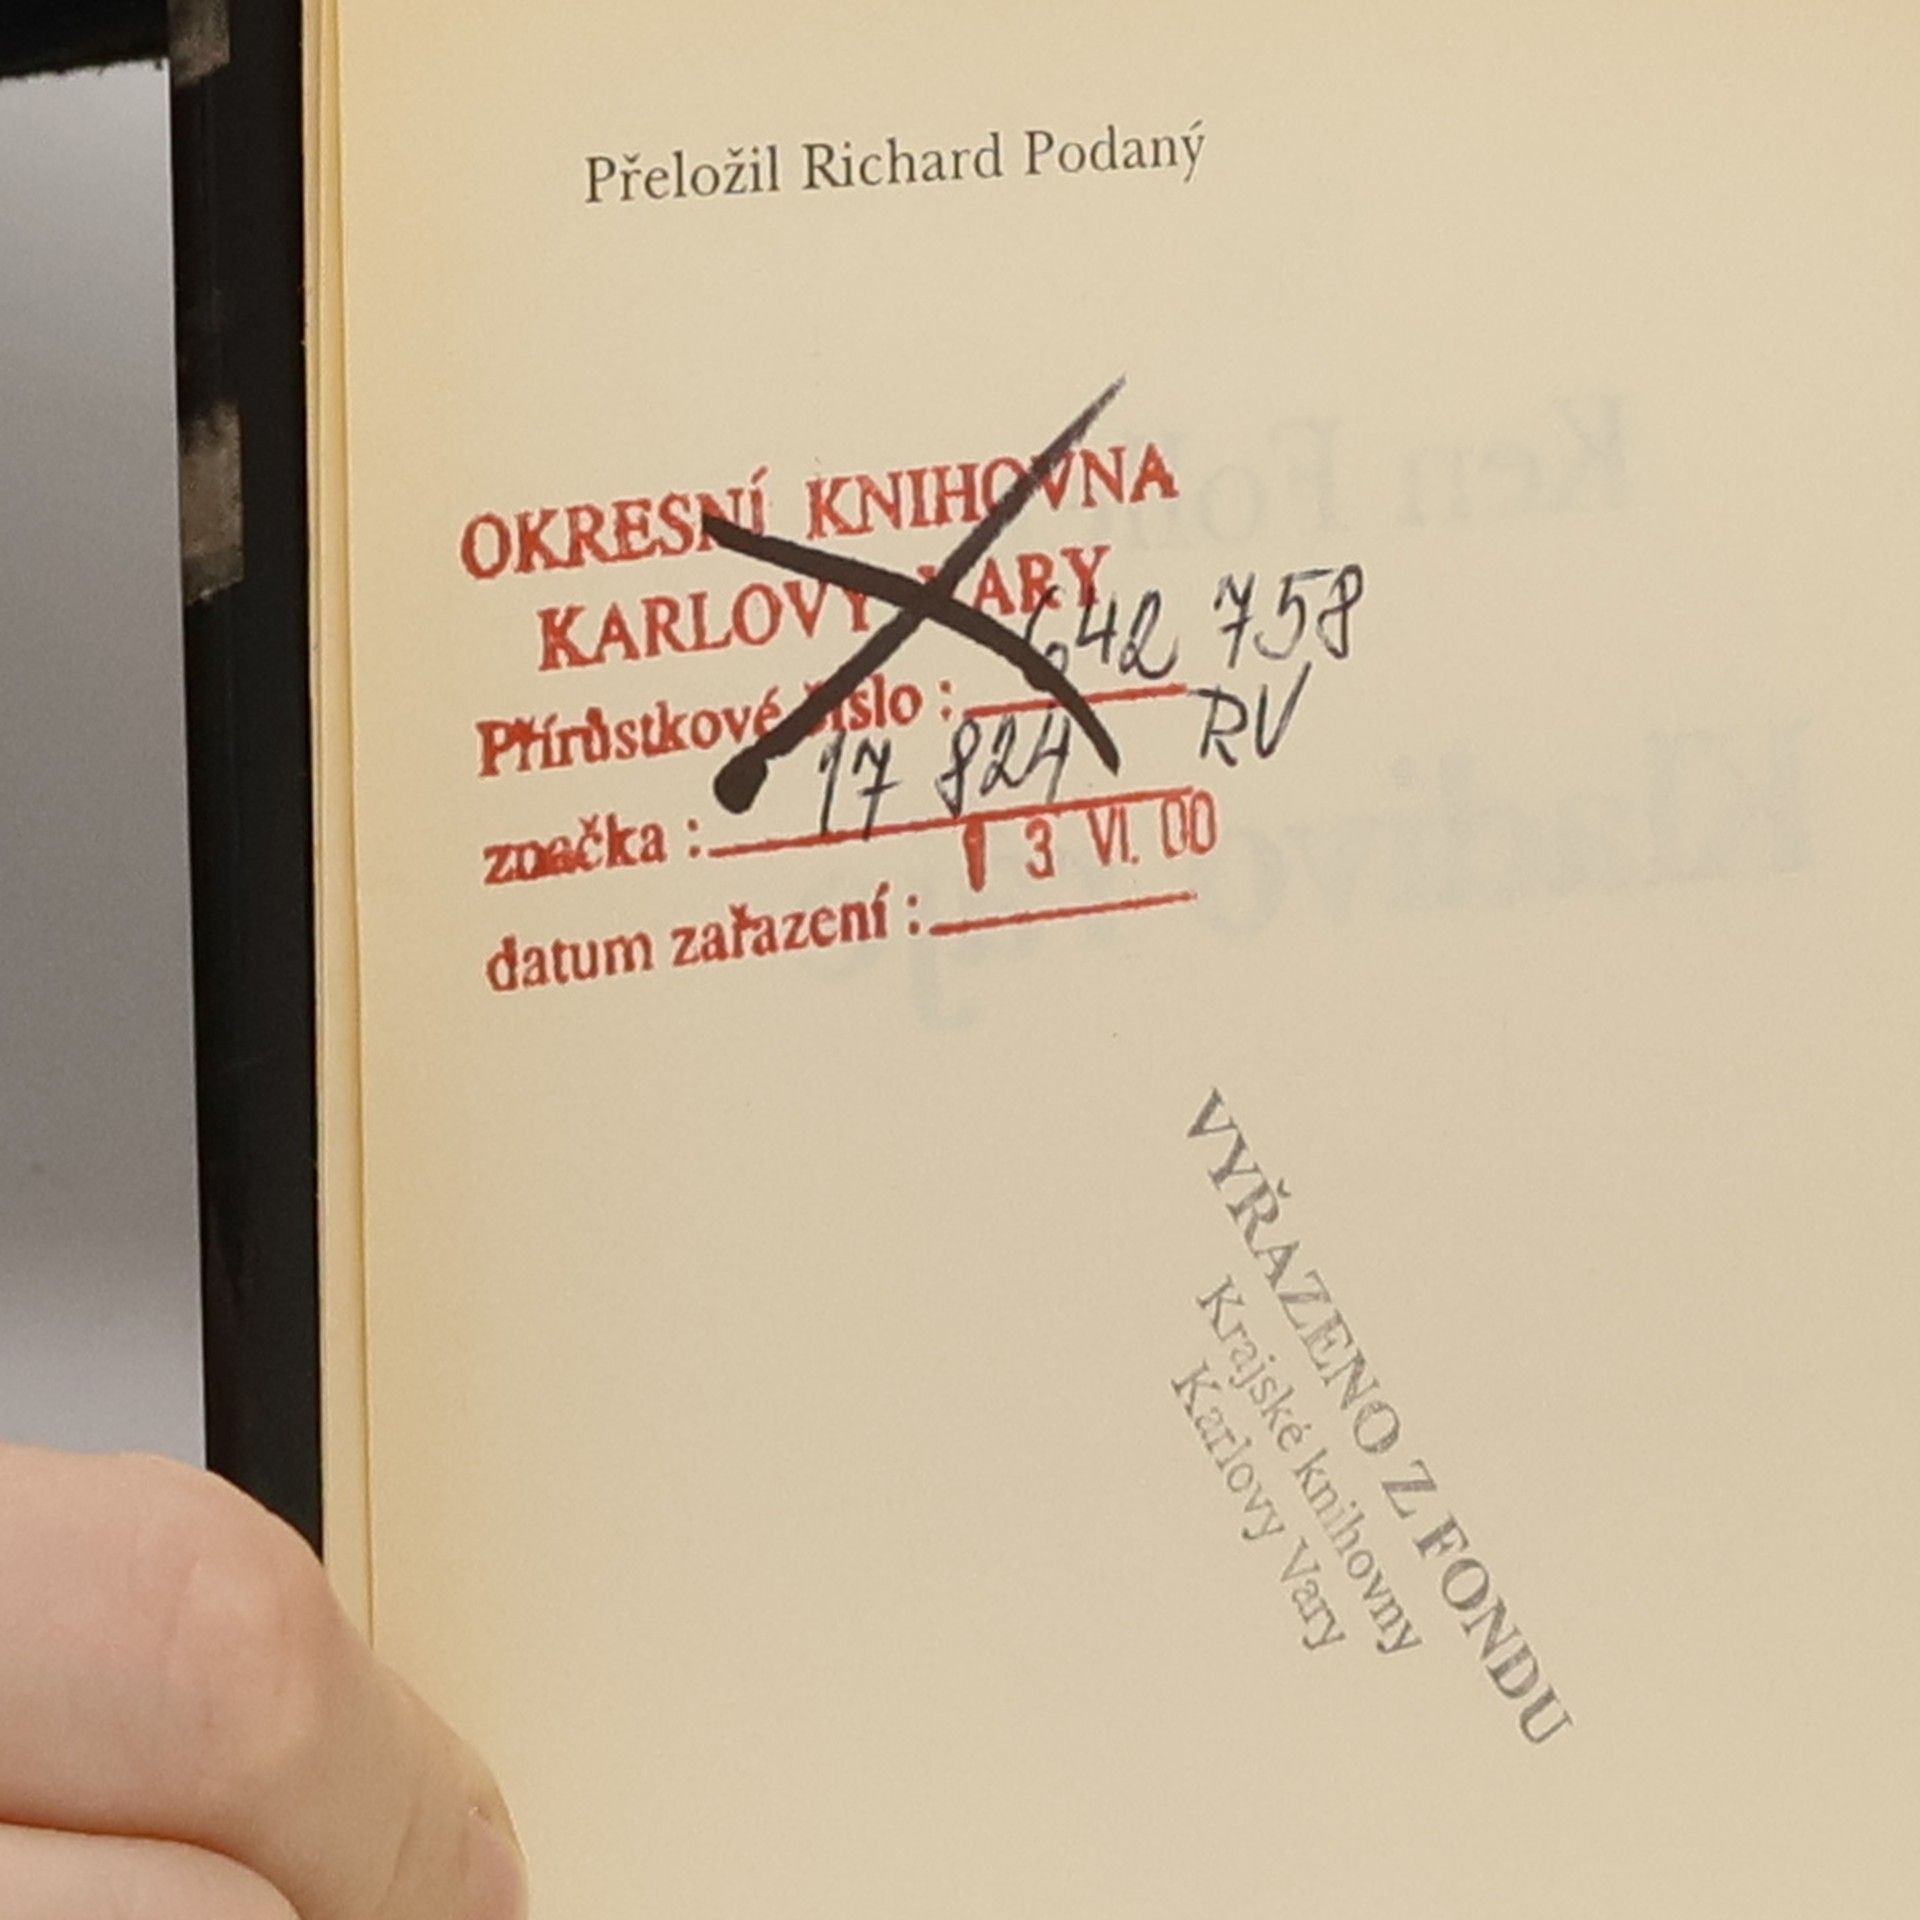 Přeložil Richard Podaný
OKRESNÍ KNIHOVNA
KARLOVY VARY
Přírůstkové číslo : 642 758
značka : 17 824 RV
datum zařazení : 13 VI. 00
VYŘAZENO Z FONDU
Krajské knihovny
Karlovy Vary